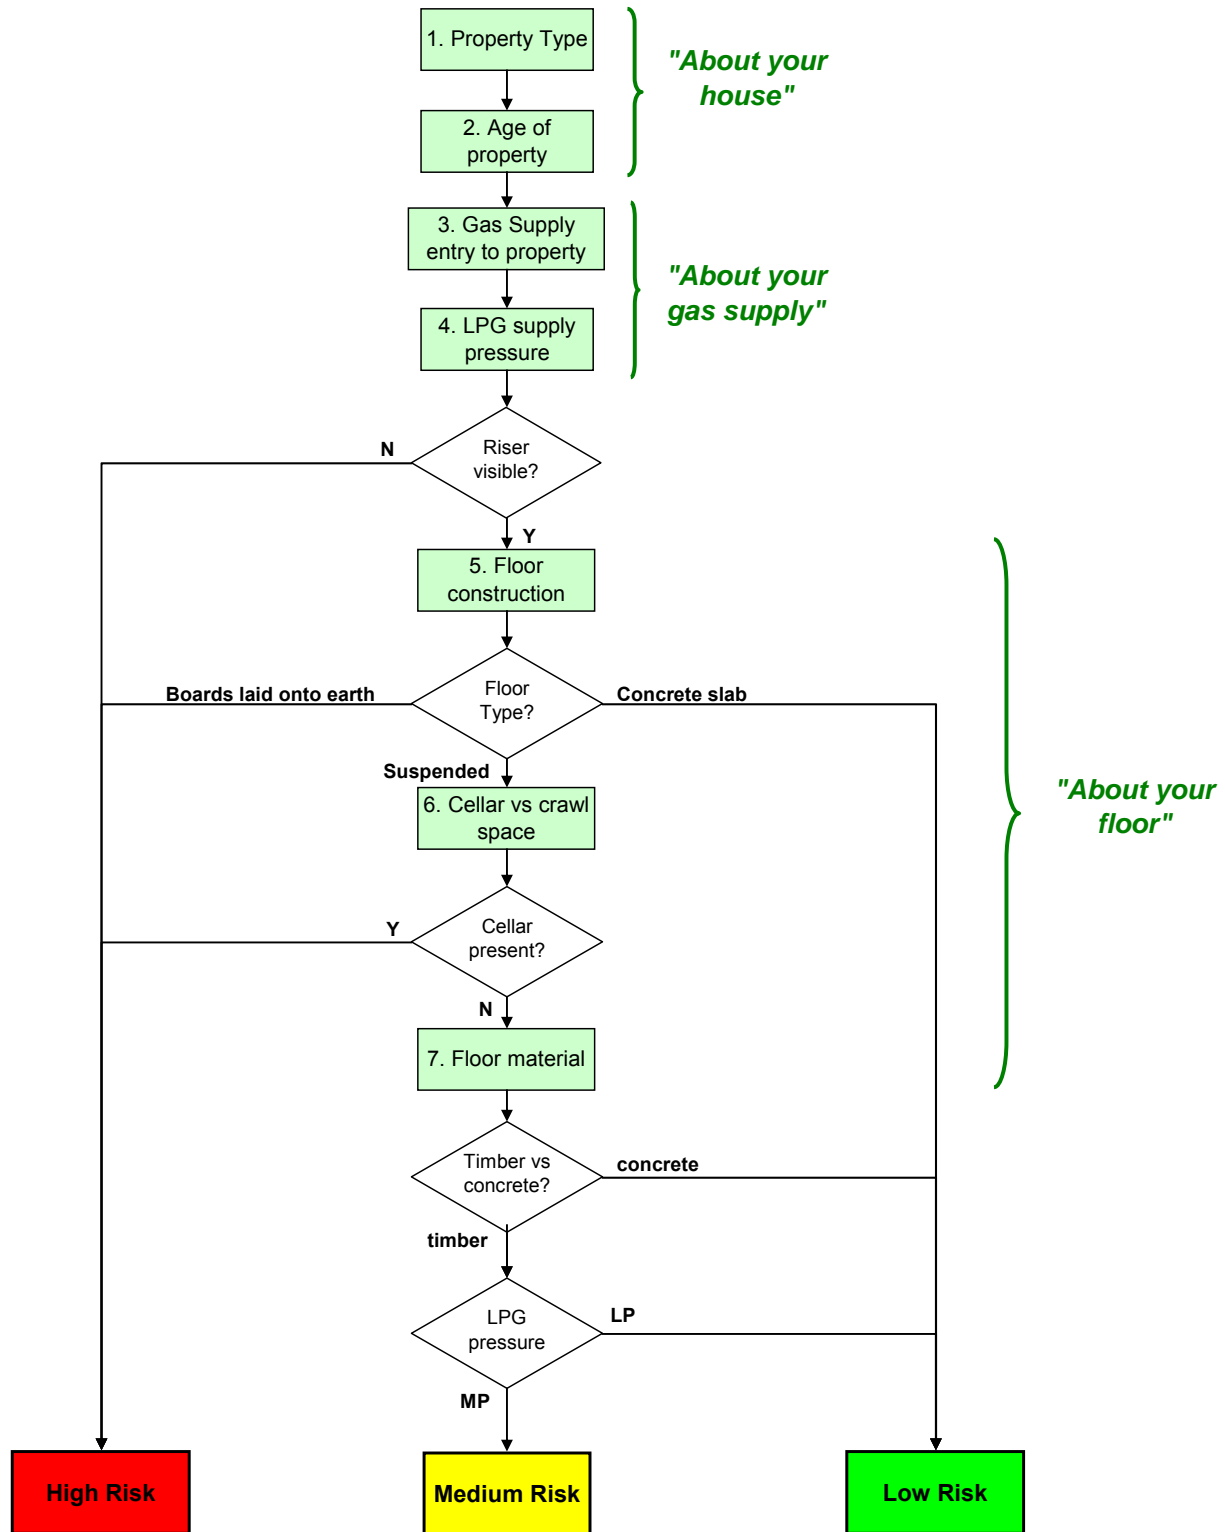 1. Property Type
"About your
house"
2. Age of
property
3. Gas Supply
entry to property
"About your
gas supply"
4. LPG supply
pressure
N
Riser
visible?
Y
5. Floor
construction
Boards laid onto earth
Floor
Type?
Concrete slab
Suspended
6. Cellar vs crawl
space
"About your
floor"
Y
Cellar
present?
N
7. Floor material
Timber vs
concrete?
concrete
timber
LPG
pressure
LP
MP
High Risk
Medium Risk
Low Risk